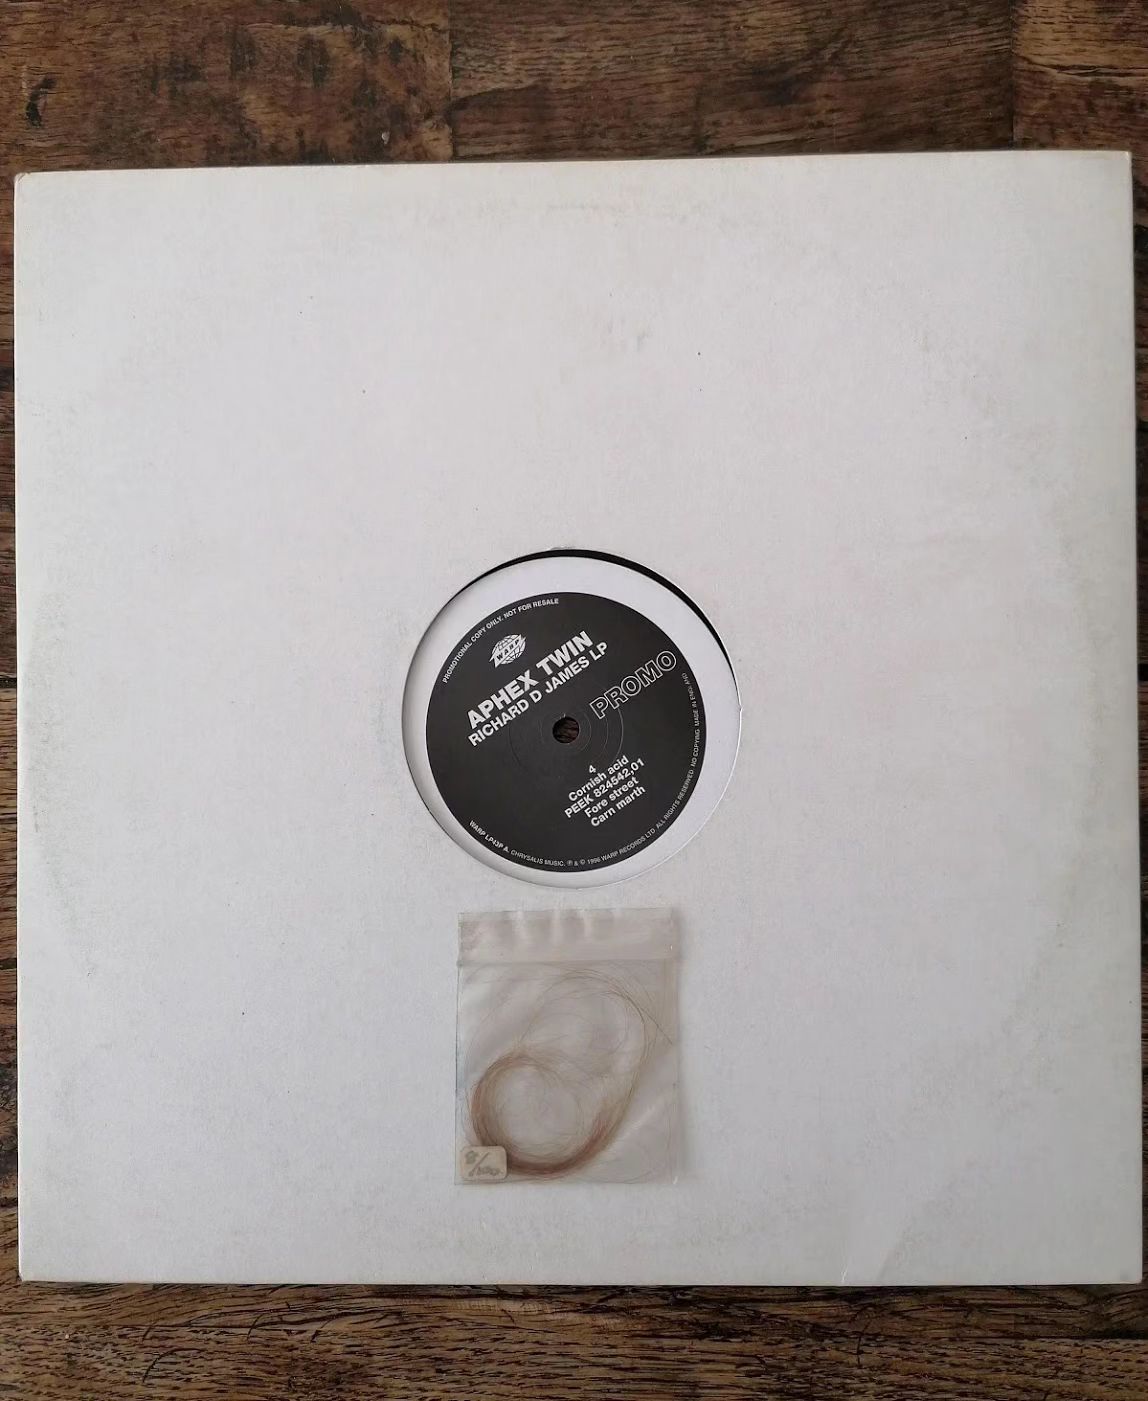 PROMOTIONAL COPY ONLY. NOT FOR RESALE
WARP
APHEX TWIN
RICHARD D JAMES LP
PROMO
4
Cornish acid
PEEK 824542,01
Fore street
Carn marth
WARP LP43P A. CHRYSALIS MUSIC. ℗ & © 1996 WARP RECORDS LTD ALL RIGHTS RESERVED NO COPYING. MADE IN ENGLAND